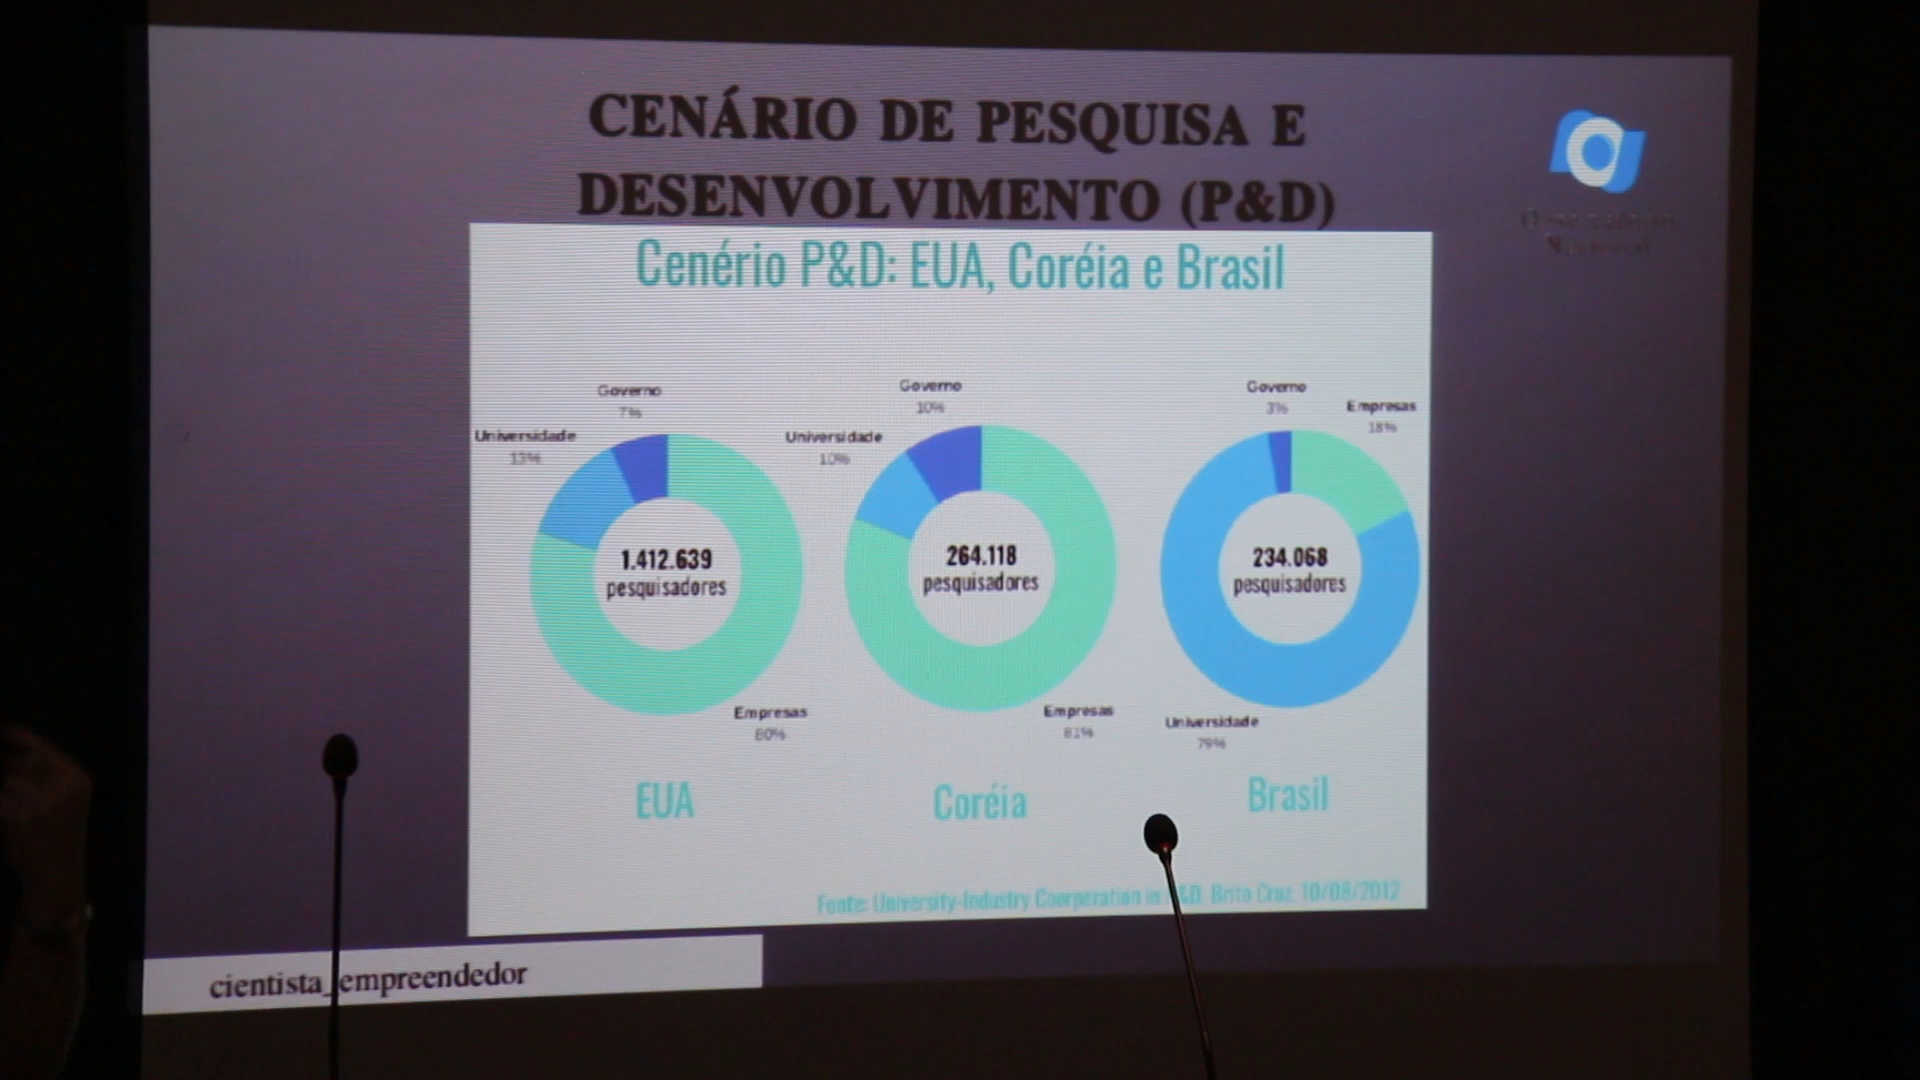 CENÁRIO DE PESQUISA E
DESENVOLVIMENTO (P&D)
Cenério P&D: EUA, Coréia e Brasil
Governo
7%
Universidade
13%
1.412.639
pesquisadores
Empresas
80%
EUA
Governo
10%
Universidade
10%
264.118
pesquisadores
Empresas
81%
Coréia
Governo
3%
Empresas
18%
234.068
pesquisadores
Universidade
79%
Brasil
Fonte: University-Industry Coorperation in &D. Brito Cruz 10/08/2012
cientista_empreendedor